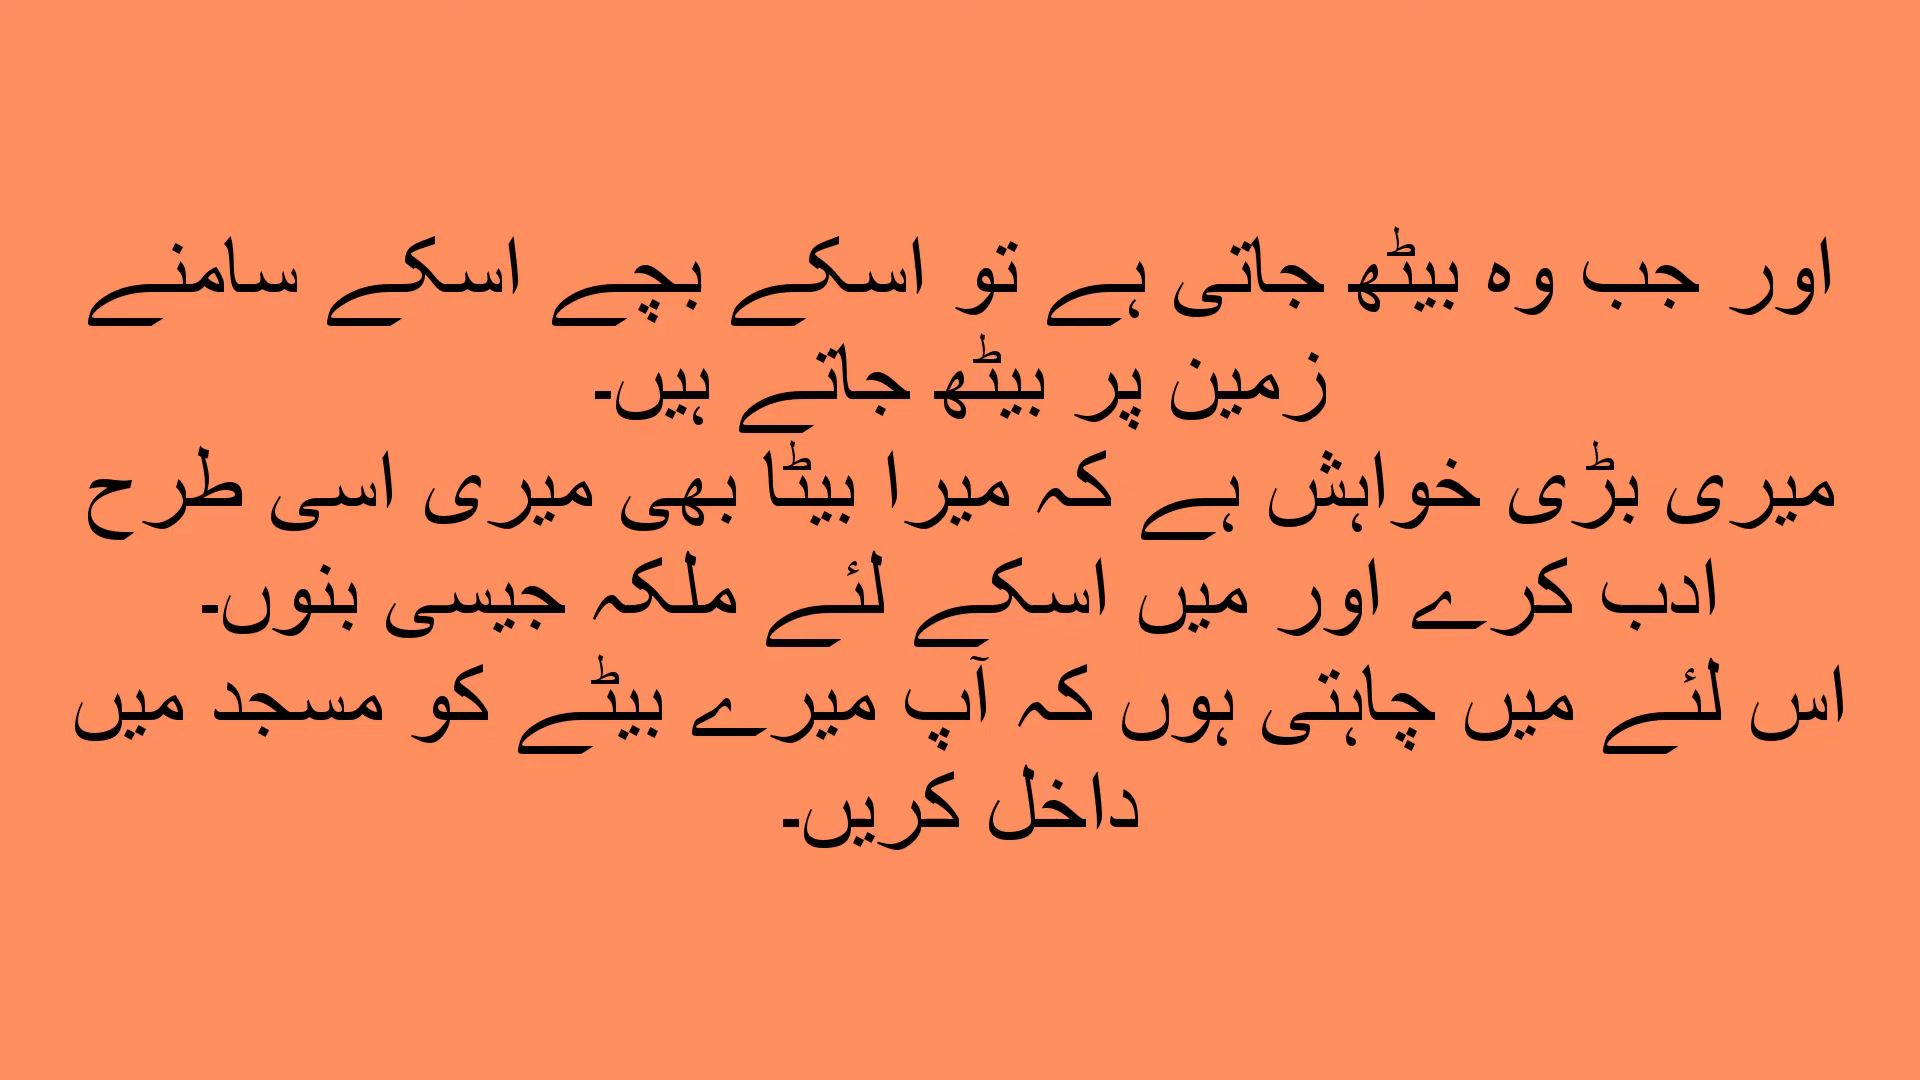 اور جب وہ بیٹھ جاتی ہے تو اسکے بچے اسکے سامنے
زمین پر بیٹھ جاتے ہیں۔
میری بڑی خواہش ہے کہ میرا بیٹا بھی میری اسی طرح
ادب کرے اور میں اسکے لئے ملکہ جیسی بنوں۔
اس لئے میں چاہتی ہوں کہ آپ میرے بیٹے کو مسجد میں
داخل کریں۔